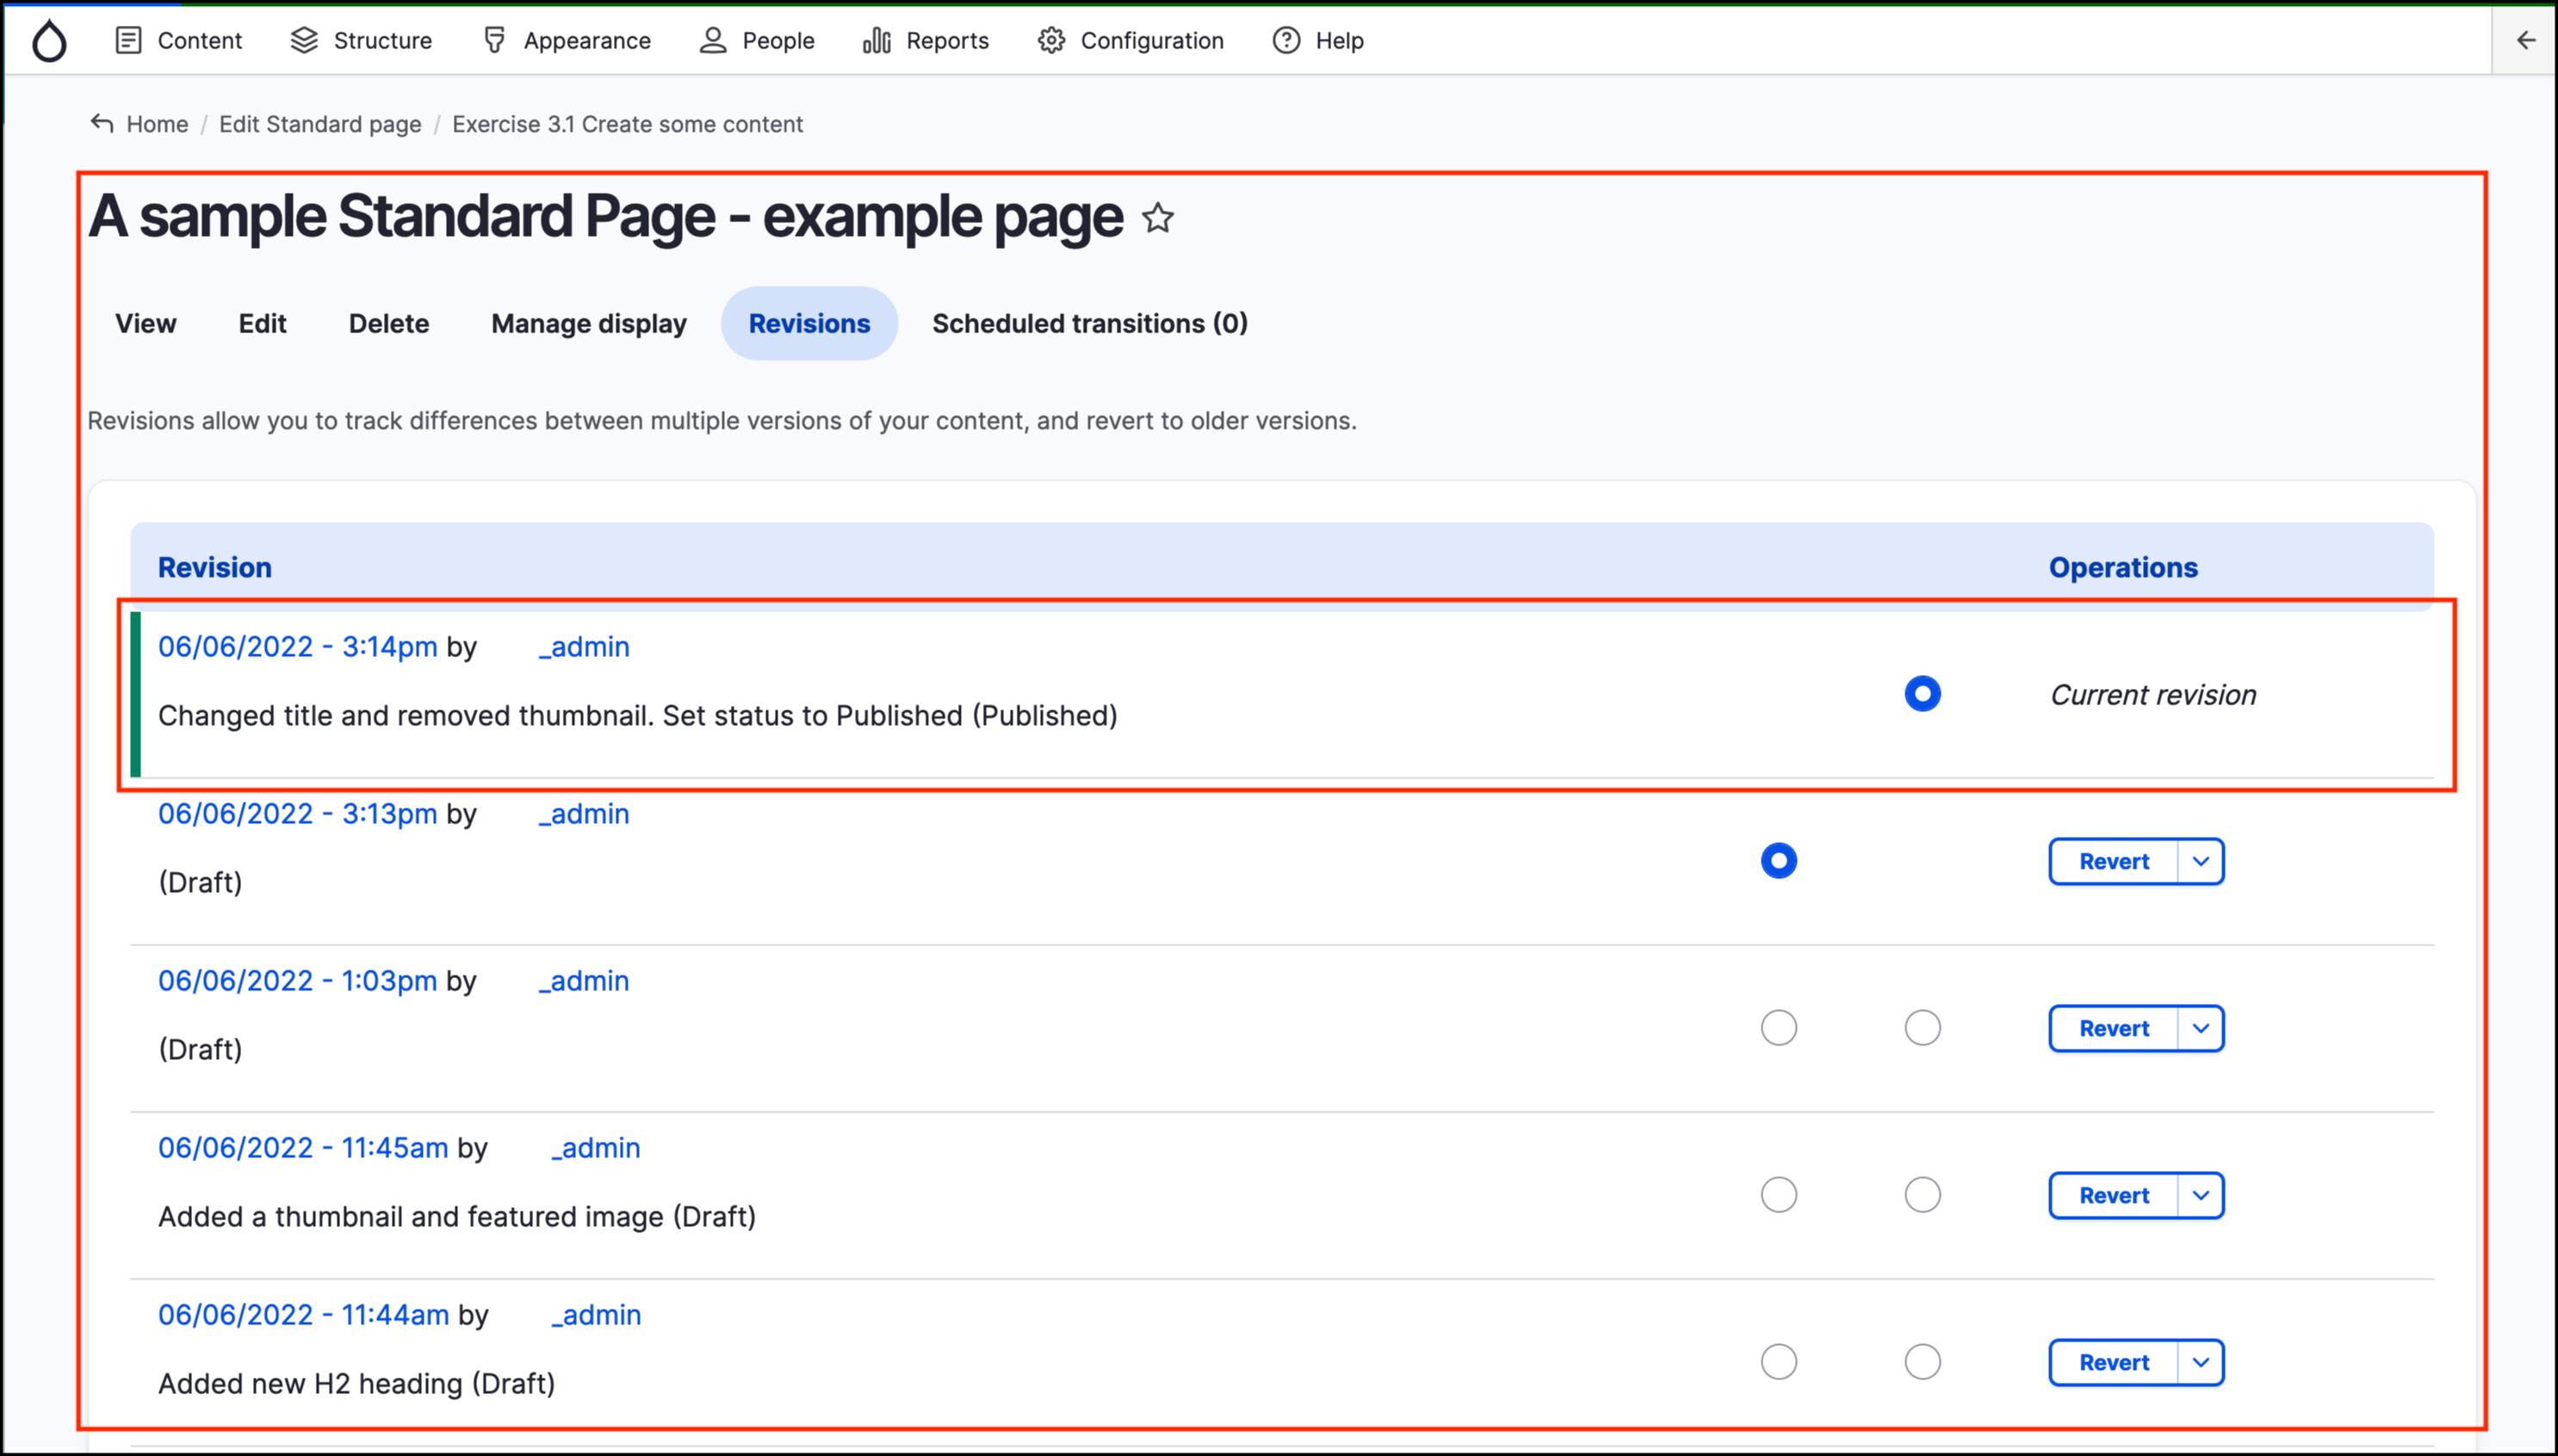 Content Structure Appearance People Reports Configuration Help
Home / Edit Standard page / Exercise 3.1 Create some content
A sample Standard Page - example page
View Edit Delete Manage display Revisions Scheduled transitions (0)
Revisions allow you to track differences between multiple versions of your content, and revert to older versions.
Revision Operations
06/06/2022 - 3:14pm by _admin
Changed title and removed thumbnail. Set status to Published (Published)
Current revision
06/06/2022 - 3:13pm by _admin
(Draft)
Revert
06/06/2022 - 1:03pm by _admin
(Draft)
Revert
06/06/2022 - 11:45am by _admin
Added a thumbnail and featured image (Draft)
Revert
06/06/2022 - 11:44am by _admin
Added new H2 heading (Draft)
Revert